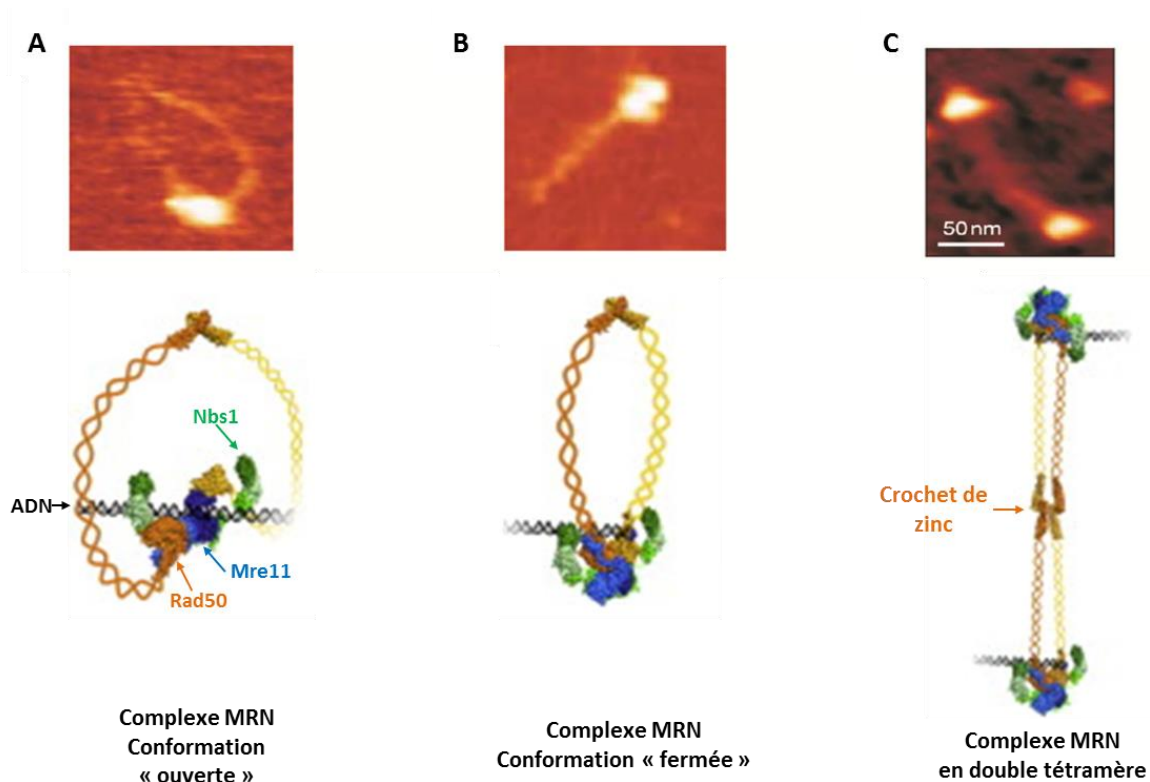 A
B
C
50 nm
Nbs1
ADN
Mre11
Rad50
Crochet de
zinc
Complexe MRN
Conformation
« ouverte »
Complexe MRN
Conformation « fermée »
Complexe MRN
en double tétramère